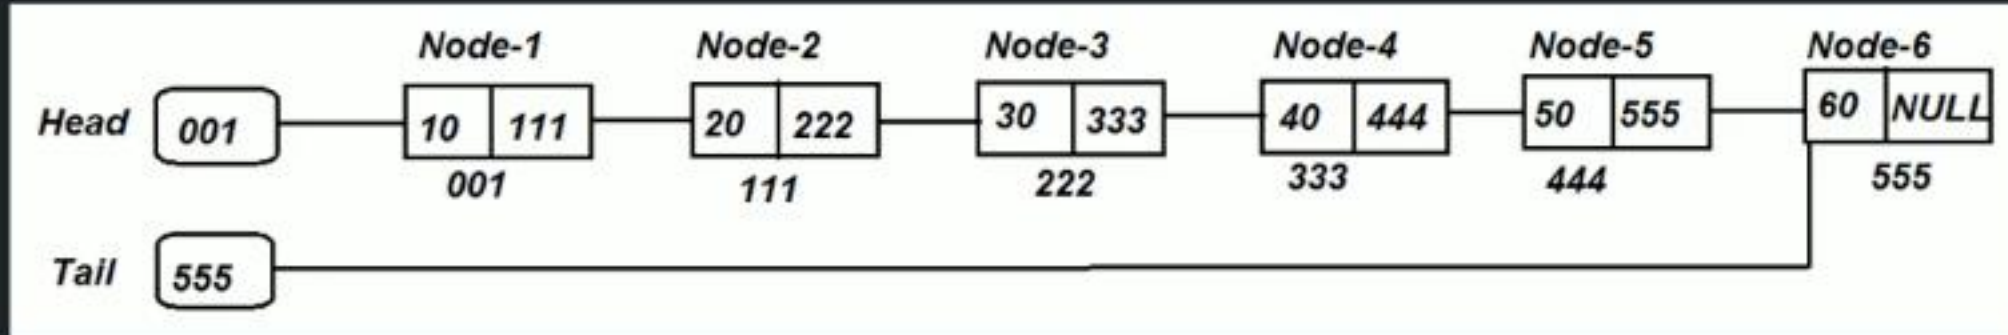 Node-1 Node-2 Node-3 Node-4 Node-5 Node-6
Head 001 10 111 20 222 30 333 40 444 50 555 60 NULL
001 111 222 333 444 555
Tail 555